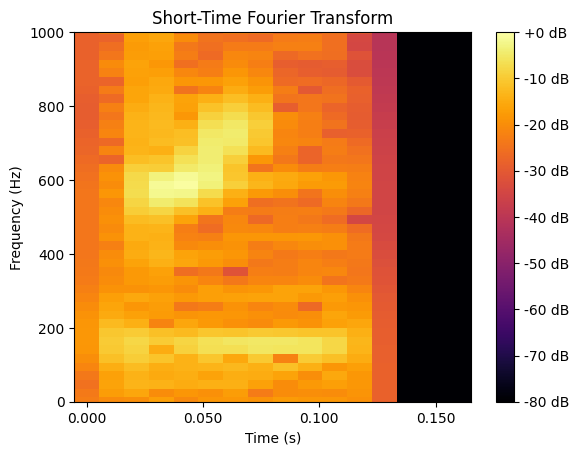 Short-Time Fourier Transform
1000
800
600
400
200
0
Frequency (Hz)
0.000
0.050
0.100
0.150
Time (s)
+0 dB
-10 dB
-20 dB
-30 dB
-40 dB
-50 dB
-60 dB
-70 dB
-80 dB